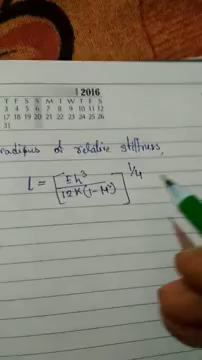 2016
T F S S M T W T F S
3 4 5 6 7 8 9 10 11 12
17 18 19 20 21 22 23 24 25 26
31
radius of relative stiffness,
l = [Eh³ / 12K(1-μ²)]^1/4